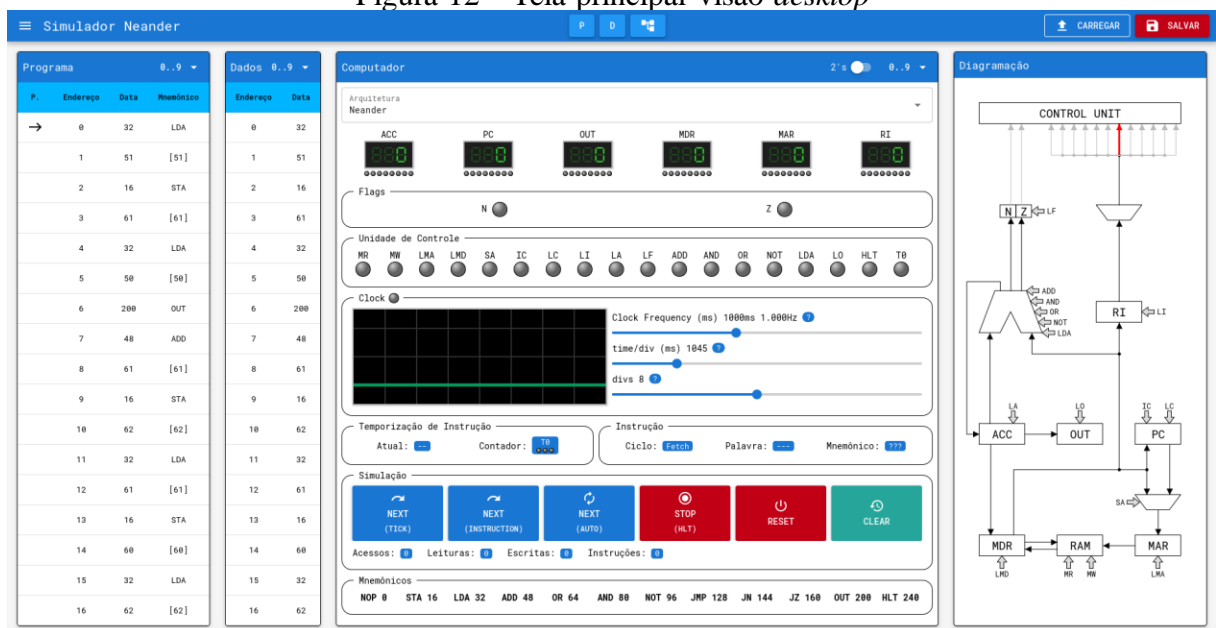 Figura 12 – Tela principal visão desktop
Simulador Neander
P D
CARREGAR SALVAR
Programa 0..9
P. Endereço Data Mnemônico
0 32 LDA
1 51 [51]
2 16 STA
3 61 [61]
4 32 LDA
5 50 [50]
6 200 OUT
7 48 ADD
8 61 [61]
9 16 STA
10 62 [62]
11 32 LDA
12 61 [61]
13 16 STA
14 60 [60]
15 32 LDA
16 62 [62]
Dados 0..9
Endereço Data
0 32
1 51
2 16
3 61
4 32
5 50
6 200
7 48
8 61
9 16
10 62
11 32
12 61
13 16
14 60
15 32
16 62
Computador 2's 0..9
Arquitetura
Neander
ACC PC OUT MDR MAR RI
0 0 0 0 0 0
Flags
N Z
Unidade de Controle
MR MW LMA LMD SA IC LC LI LA LF ADD AND OR NOT LDA LO HLT T0
Clock
Clock Frequency (ms) 1000ms 1.000Hz ?
time/div (ms) 1045 ?
divs 8 ?
Temporização de Instrução
Atual: -- Contador: T0
Instrução
Ciclo: Fetch Palavra: --- Mnemônico: ???
Simulação
NEXT
(TICK)
NEXT
(INSTRUCTION)
NEXT
(AUTO)
STOP
(HLT)
RESET
CLEAR
Acessos: 0 Leituras: 0 Escritas: 0 Instruções: 0
Mnemônicos
NOP 0 STA 16 LDA 32 ADD 48 OR 64 AND 80 NOT 96 JMP 128 JN 144 JZ 160 OUT 200 HLT 240
Diagramação
CONTROL UNIT
N Z LF
ADD
AND
OR
NOT
LDA
RI LI
LA LO IC LC
ACC OUT PC
SA
MDR RAM MAR
LMD MR MW LMA